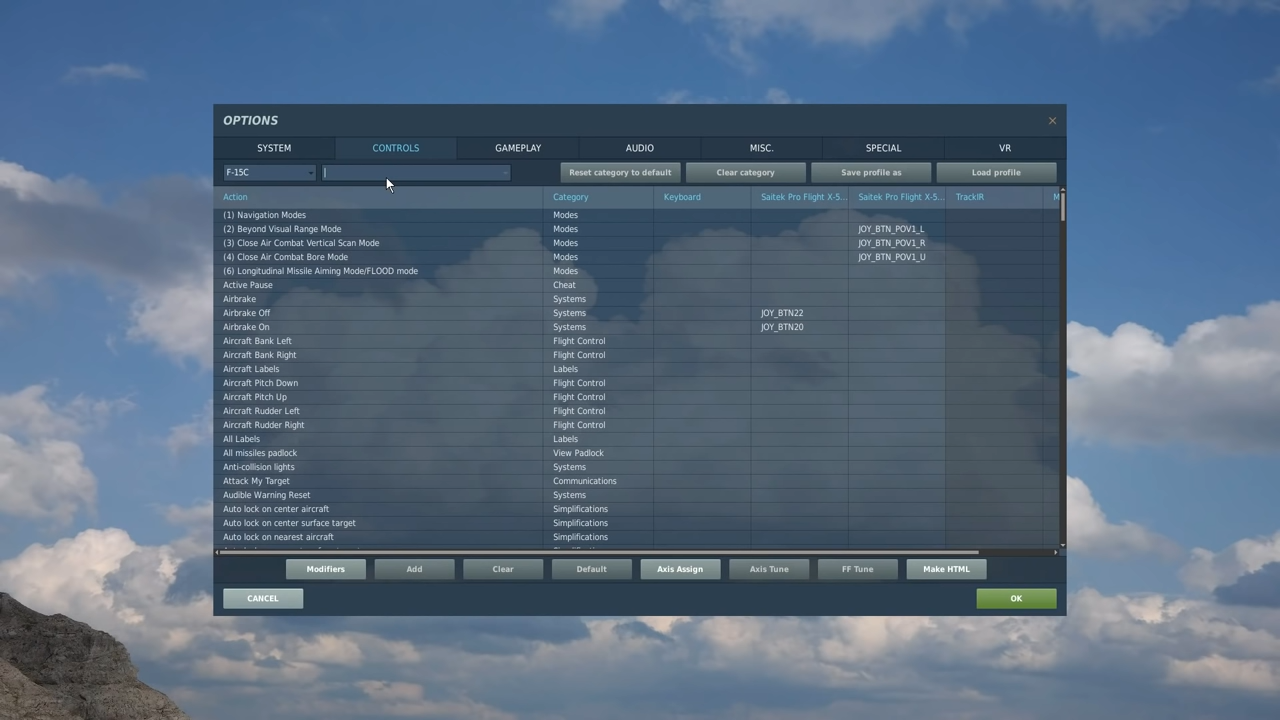 OPTIONS
SYSTEM CONTROLS GAMEPLAY AUDIO MISC. SPECIAL VR
F-15C Reset category to default Clear category Save profile as Load profile
Action Category Keyboard Saitek Pro Flight X-5... Saitek Pro Flight X-5... TrackIR M
(1) Navigation Modes Modes
(2) Beyond Visual Range Mode Modes JOY_BTN_POV1_L
(3) Close Air Combat Vertical Scan Mode Modes JOY_BTN_POV1_R
(4) Close Air Combat Bore Mode Modes JOY_BTN_POV1_U
(6) Longitudinal Missile Aiming Mode/FLOOD mode Modes
Active Pause Cheat
Airbrake Systems
Airbrake Off Systems JOY_BTN22
Airbrake On Systems JOY_BTN20
Aircraft Bank Left Flight Control
Aircraft Bank Right Flight Control
Aircraft Labels Labels
Aircraft Pitch Down Flight Control
Aircraft Pitch Up Flight Control
Aircraft Rudder Left Flight Control
Aircraft Rudder Right Flight Control
All Labels Labels
All missiles padlock View Padlock
Anti-collision lights Systems
Attack My Target Communications
Audible Warning Reset Systems
Auto lock on center aircraft Simplifications
Auto lock on center surface target Simplifications
Auto lock on nearest aircraft Simplifications
Modifiers Add Clear Default Axis Assign Axis Tune FF Tune Make HTML
CANCEL OK